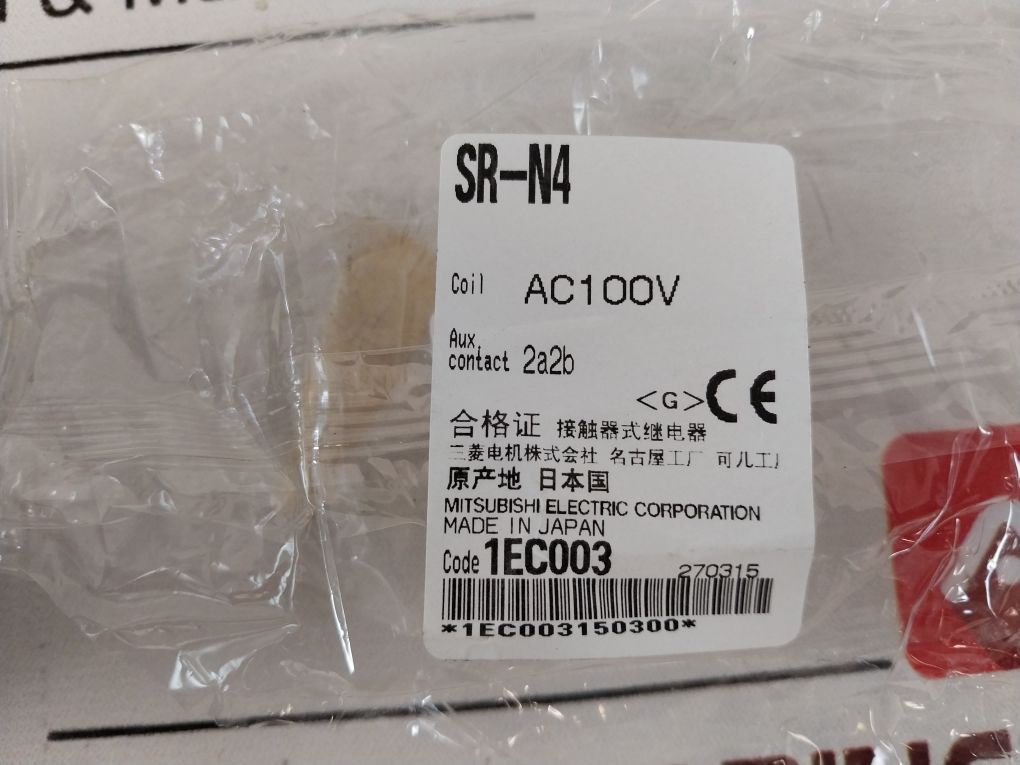 SR-N4
Coil AC100V
Aux.
contact 2a2b
<G> CE
合格证 接触器式继电器
三菱电机株式会社 名古屋工厂 可儿工厂
原产地 日本国
MITSUBISHI ELECTRIC CORPORATION
MADE IN JAPAN
Code 1EC003 270315
*1EC003150300*